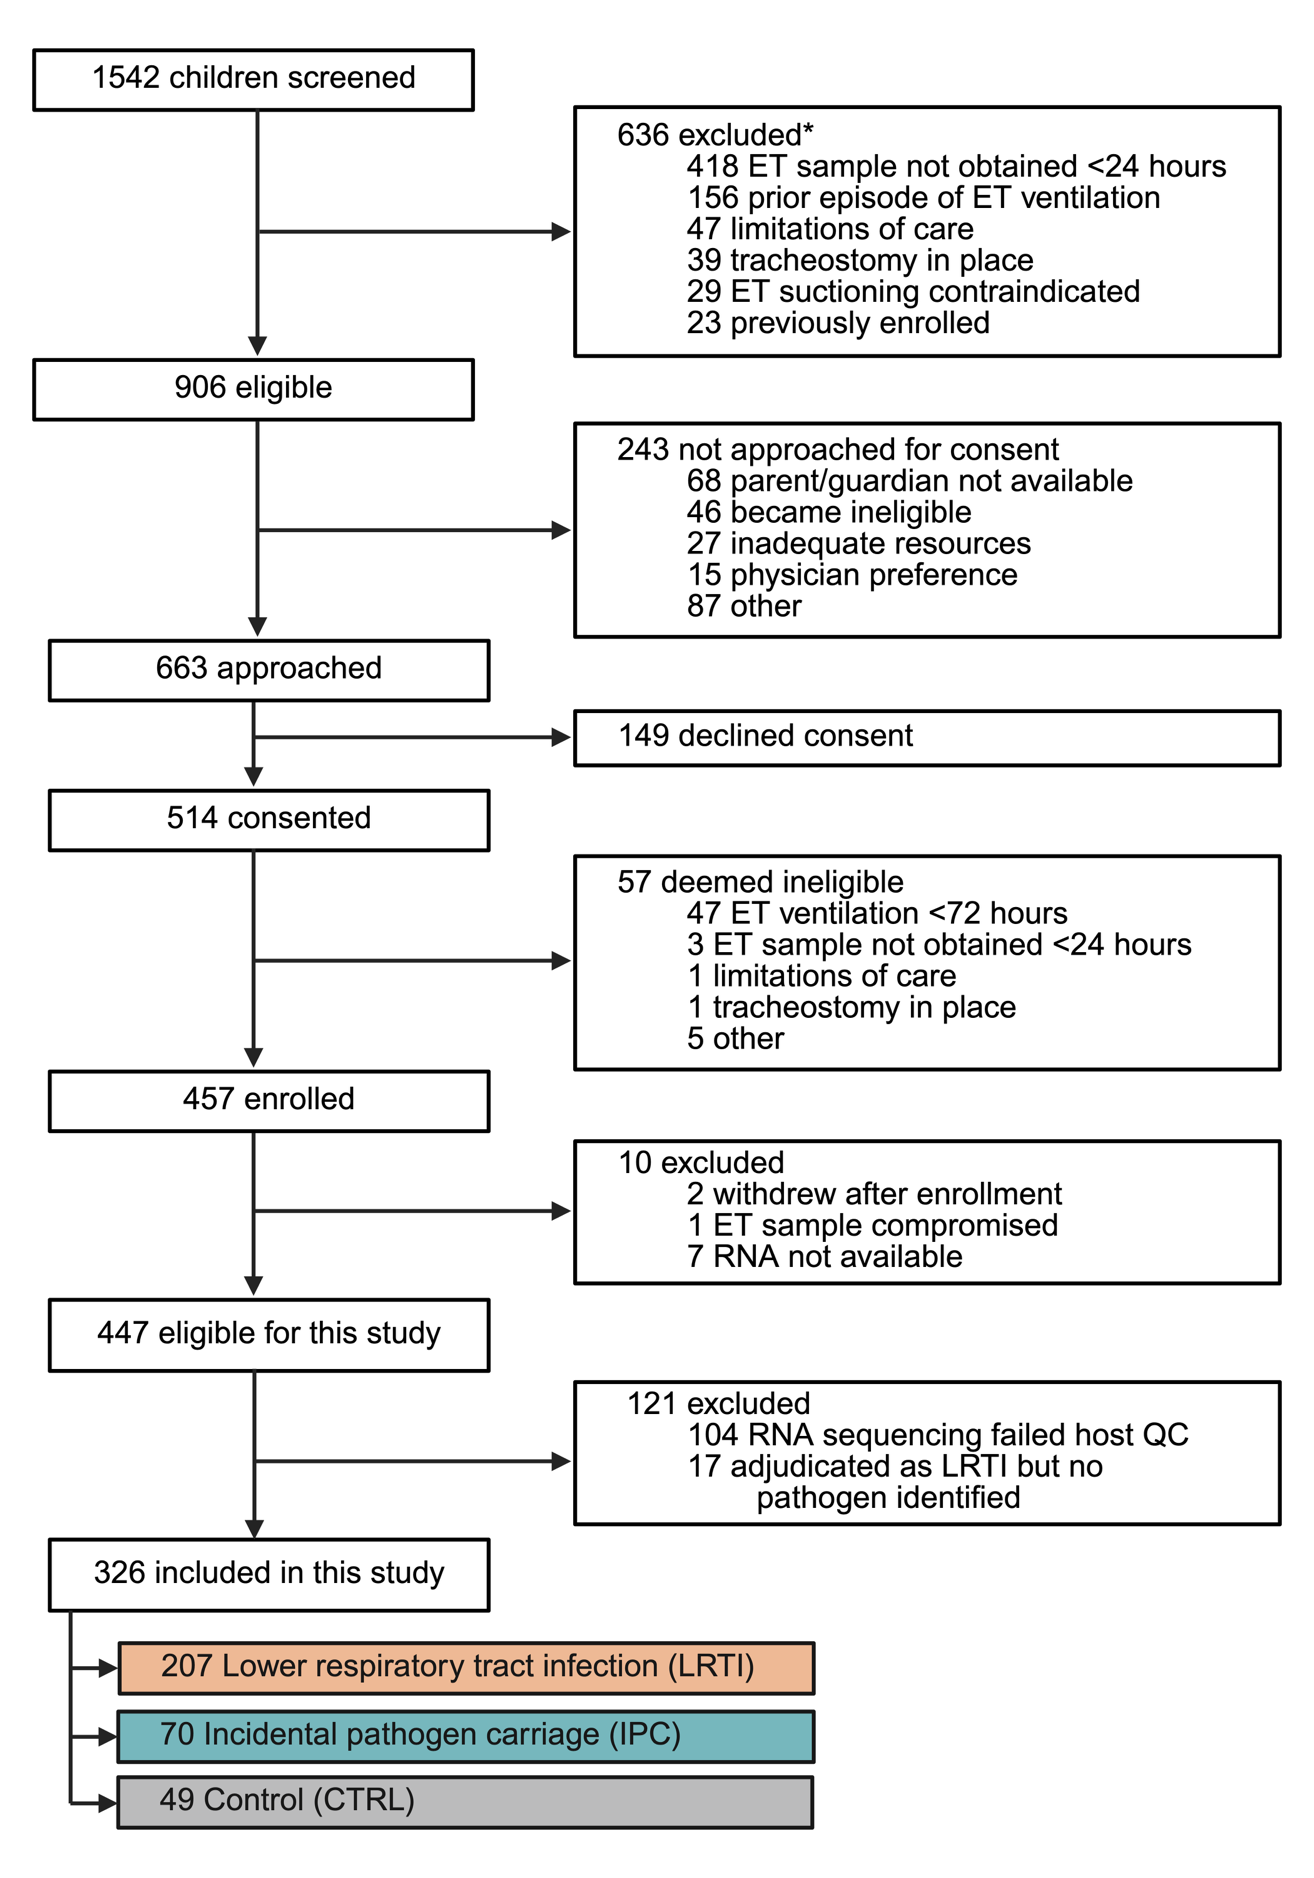 1542 children screened
636 excluded*
418 ET sample not obtained <24 hours
156 prior episode of ET ventilation
47 limitations of care
39 tracheostomy in place
29 ET suctioning contraindicated
23 previously enrolled
906 eligible
243 not approached for consent
68 parent/guardian not available
46 became ineligible
27 inadequate resources
15 physician preference
87 other
663 approached
149 declined consent
514 consented
57 deemed ineligible
47 ET ventilation <72 hours
3 ET sample not obtained <24 hours
1 limitations of care
1 tracheostomy in place
5 other
457 enrolled
10 excluded
2 withdrew after enrollment
1 ET sample compromised
7 RNA not available
447 eligible for this study
121 excluded
104 RNA sequencing failed host QC
17 adjudicated as LRTI but no
pathogen identified
326 included in this study
207 Lower respiratory tract infection (LRTI)
70 Incidental pathogen carriage (IPC)
49 Control (CTRL)